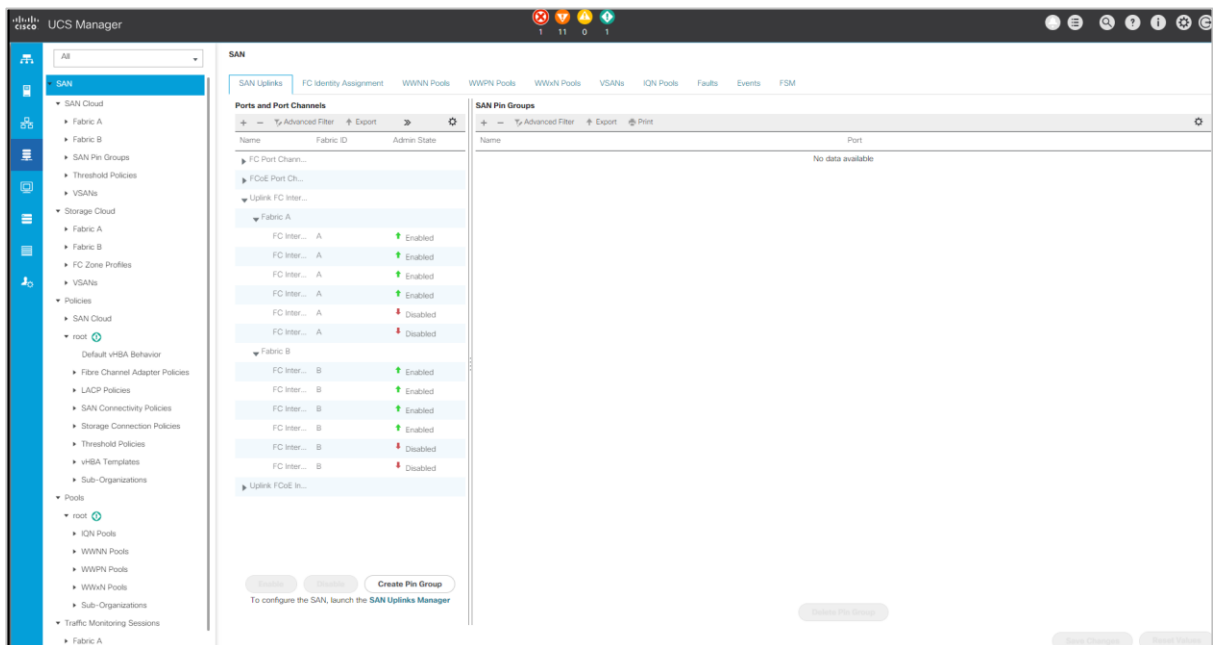 cisco UCS Manager
1 11 0 1
All
SAN
SAN Cloud
Fabric A
Fabric B
SAN Pin Groups
Threshold Policies
VSANs
Storage Cloud
Fabric A
Fabric B
FC Zone Profiles
VSANs
Policies
SAN Cloud
root
Default vHBA Behavior
Fibre Channel Adapter Policies
LACP Policies
SAN Connectivity Policies
Storage Connection Policies
Threshold Policies
vHBA Templates
Sub-Organizations
Pools
root
IQN Pools
WWNN Pools
WWPN Pools
WWxN Pools
Sub-Organizations
Traffic Monitoring Sessions
Fabric A
SAN
SAN Uplinks FC Identity Assignment WWNN Pools WWPN Pools WWxN Pools VSANs IQN Pools Faults Events FSM
Ports and Port Channels
+ − Advanced Filter Export »
Name Fabric ID Admin State
FC Port Chann...
FCoE Port Ch...
Uplink FC Inter...
Fabric A
FC Inter... A Enabled
FC Inter... A Enabled
FC Inter... A Enabled
FC Inter... A Enabled
FC Inter... A Disabled
FC Inter... A Disabled
Fabric B
FC Inter... B Enabled
FC Inter... B Enabled
FC Inter... B Enabled
FC Inter... B Enabled
FC Inter... B Disabled
FC Inter... B Disabled
Uplink FCoE In...
Enable Disable Create Pin Group
To configure the SAN, launch the SAN Uplinks Manager
SAN Pin Groups
+ − Advanced Filter Export Print
Name Port
No data available
Delete Pin Group
Save Changes Reset Values